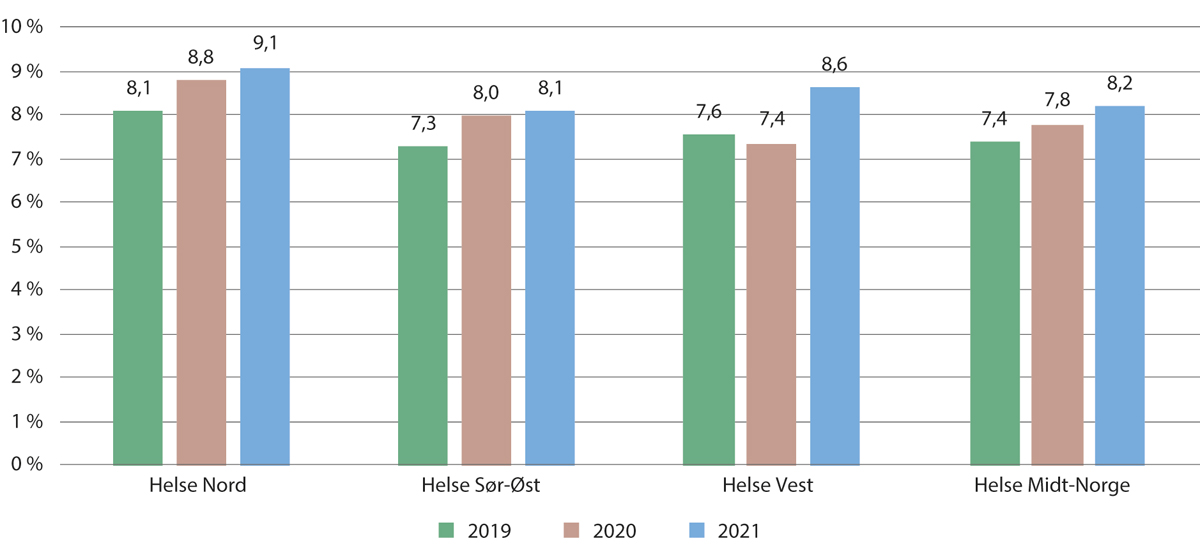 10 %
9 %
8 %
7 %
6 %
5 %
4 %
3 %
2 %
1 %
0 %
8,1 8,8 9,1
7,3 8,0 8,1
7,6 7,4 8,6
7,4 7,8 8,2
Helse Nord Helse Sør-Øst Helse Vest Helse Midt-Norge
2019 2020 2021